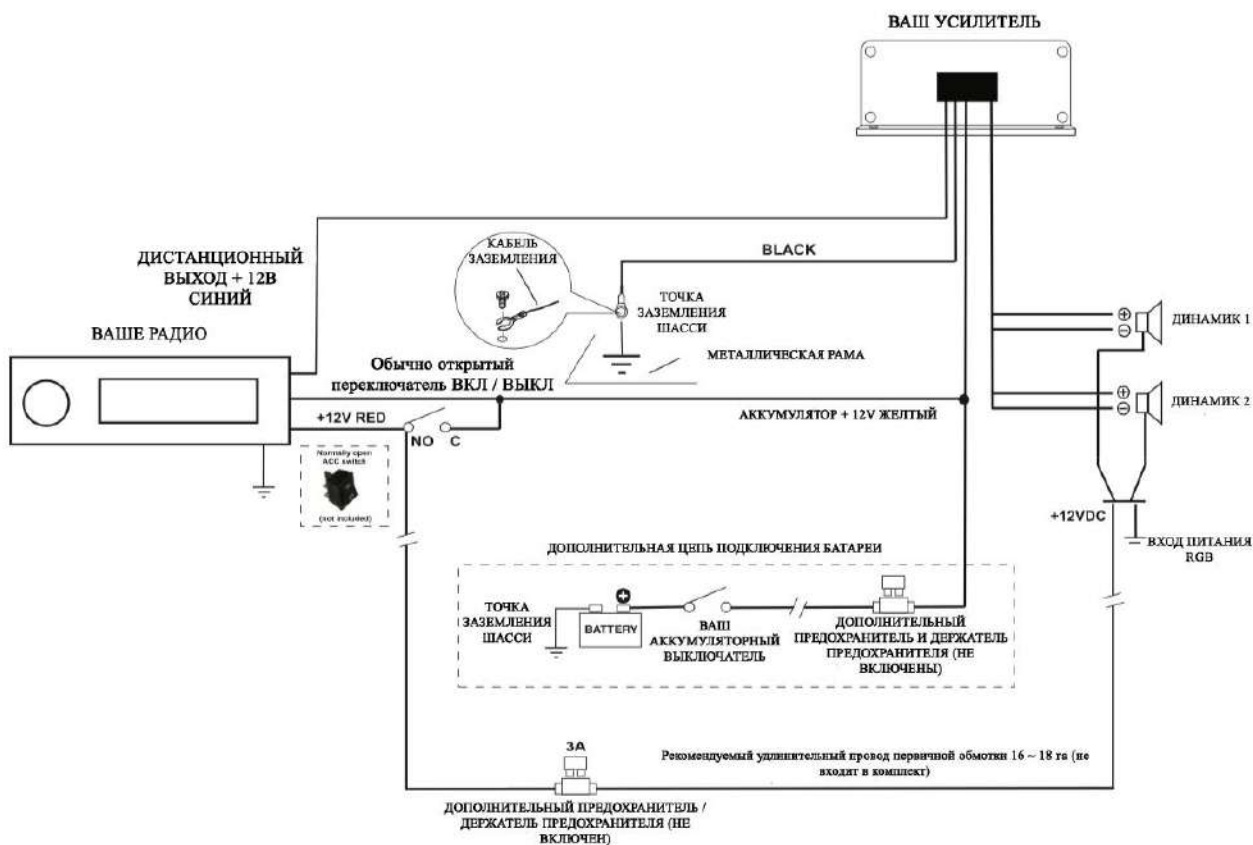 ВАШ УСИЛИТЕЛЬ
ДИСТАНЦИОННЫЙ
ВЫХОД + 12В
СИНИЙ
КАБЕЛЬ
ЗАЗЕМЛЕНИЯ
BLACK
ТОЧКА
ЗАЗЕМЛЕНИЯ
ШАССИ
МЕТАЛЛИЧЕСКАЯ РАМА
ВАШЕ РАДИО
Обычно открытый
переключатель ВКЛ / ВЫКЛ
+12V RED
NO C
Normally open
ACC switch
(not included)
АККУМУЛЯТОР + 12V ЖЕЛТЫЙ
ДИНАМИК 1
ДИНАМИК 2
+12VDC
ВХОД ПИТАНИЯ
RGB
ДОПОЛНИТЕЛЬНАЯ ЦЕПЬ ПОДКЛЮЧЕНИЯ БАТАРЕИ
ТОЧКА
ЗАЗЕМЛЕНИЯ
ШАССИ
BATTERY
ВАШ
АККУМУЛЯТОРНЫЙ
ВЫКЛЮЧАТЕЛЬ
ДОПОЛНИТЕЛЬНЫЙ
ПРЕДОХРАНИТЕЛЬ И ДЕРЖАТЕЛЬ
ПРЕДОХРАНИТЕЛЯ (НЕ
ВКЛЮЧЕНЫ)
3A
Рекомендуемый удлинительный провод первичной обмотки 16 ~ 18 га (не
входят в комплект)
ДОПОЛНИТЕЛЬНЫЙ ПРЕДОХРАНИТЕЛЬ /
ДЕРЖАТЕЛЬ ПРЕДОХРАНИТЕЛЯ (НЕ
ВКЛЮЧЕН)